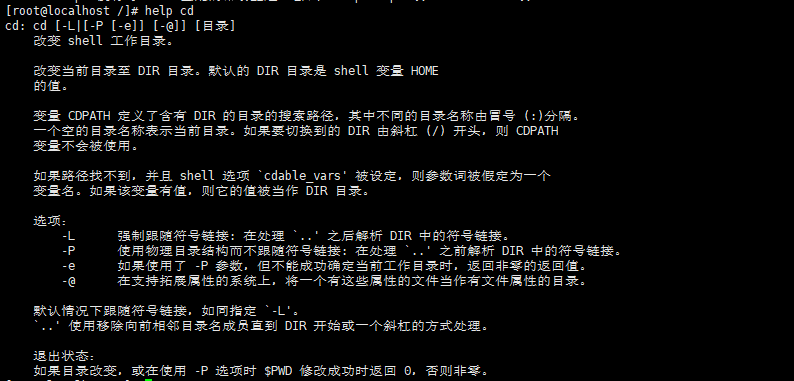 [root@localhost /]# help cd
cd: cd [-L|[-P [-e]] [-@]] [目录]
改变 shell 工作目录。
改变当前目录至 DIR 目录。默认的 DIR 目录是 shell 变量 HOME
的值。
变量 CDPATH 定义了含有 DIR 的目录的搜索路径，其中不同的目录名称由冒号 (:)分隔。
一个空的目录名称表示当前目录。如果要切换到的 DIR 由斜杠 (/) 开头，则 CDPATH
变量不会被使用。
如果路径找不到，并且 shell 选项 `cdable_vars' 被设定，则参数词被假定为一个
变量名。如果该变量有值，则它的值被当作 DIR 目录。
选项：
-L 强制跟随符号链接: 在处理 `..' 之后解析 DIR 中的符号链接。
-P 使用物理目录结构而不跟随符号链接: 在处理 `..' 之前解析 DIR 中的符号链接。
-e 如果使用了 -P 参数，但不能成功确定当前工作目录时，返回非零的返回值。
-@ 在支持拓展属性的系统上，将一个有这些属性的文件当作有文件属性的目录。
默认情况下跟随符号链接，如同指定 `-L'。
`..' 使用移除向前相邻目录名成员直到 DIR 开始或一个斜杠的方式处理。
退出状态：
如果目录改变，或在使用 -P 选项时 $PWD 修改成功时返回 0，否则非零。